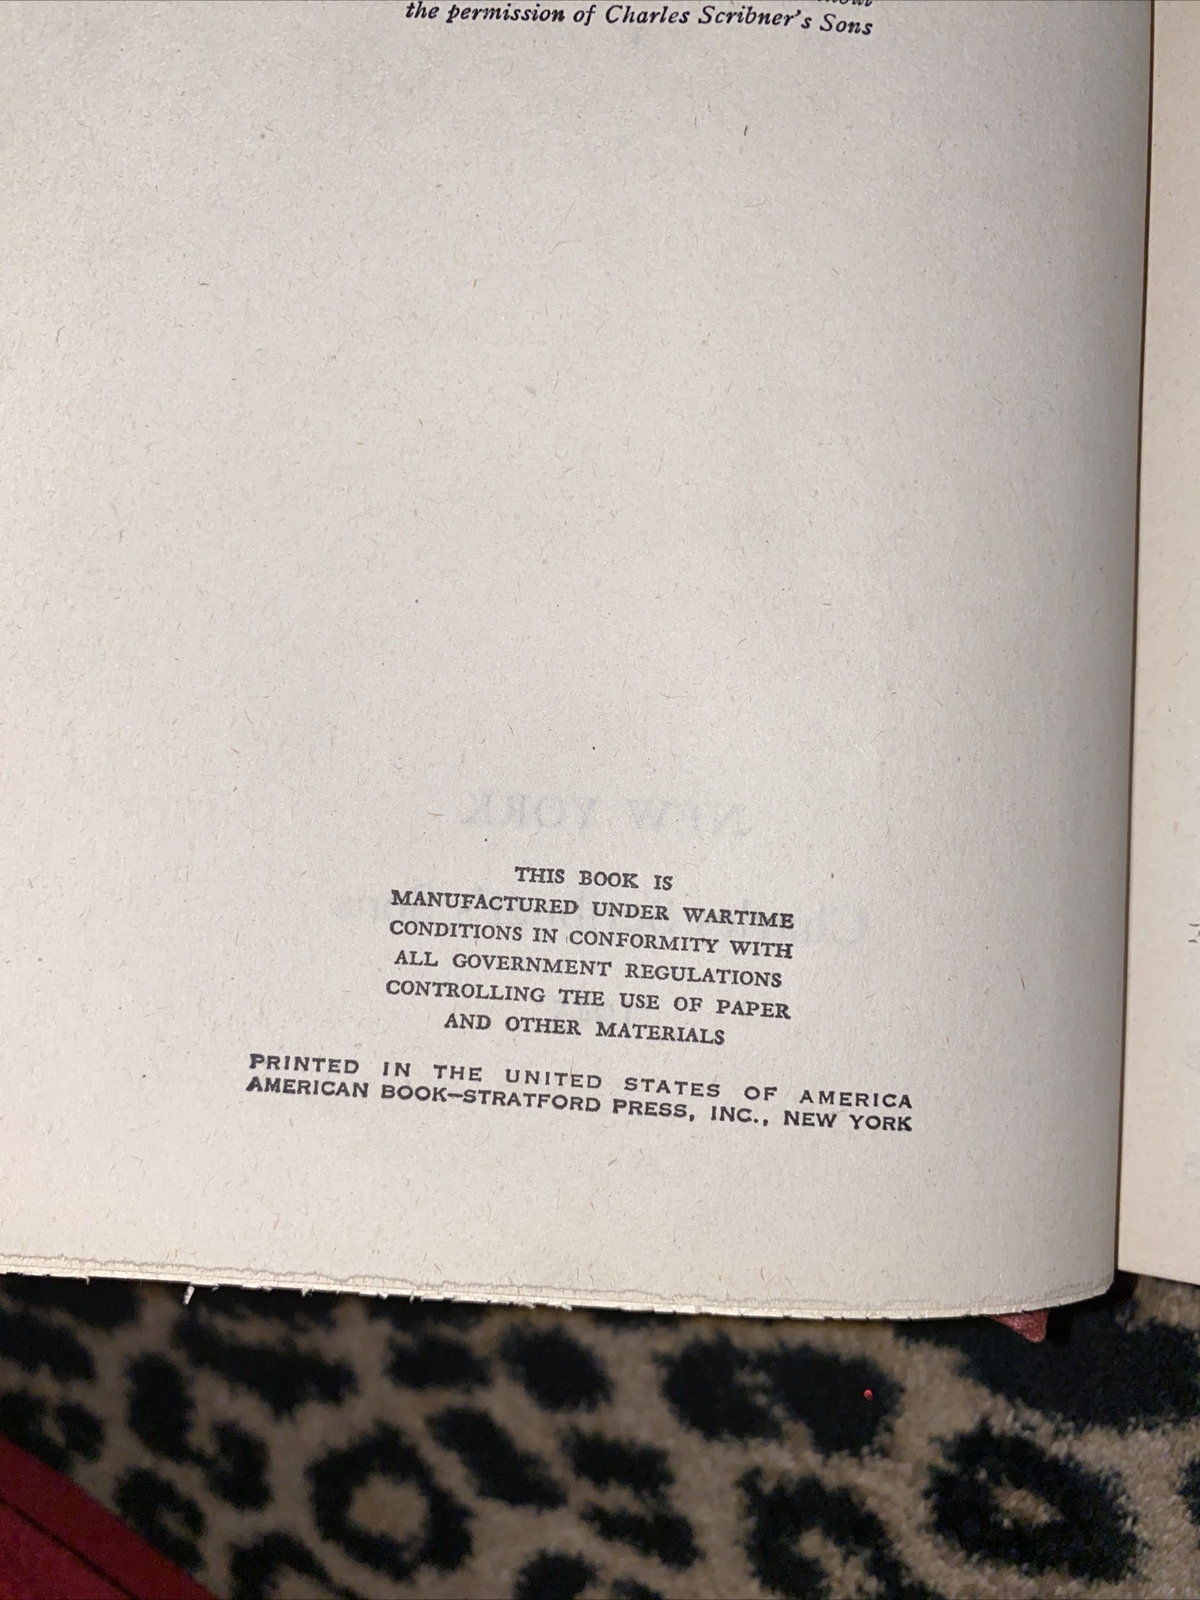 the permission of Charles Scribner's Sons
NEW YORK
THIS BOOK IS
MANUFACTURED UNDER WARTIME
CONDITIONS IN CONFORMITY WITH
ALL GOVERNMENT REGULATIONS
CONTROLLING THE USE OF PAPER
AND OTHER MATERIALS
PRINTED IN THE UNITED STATES OF AMERICA
AMERICAN BOOK—STRATFORD PRESS, INC., NEW YORK